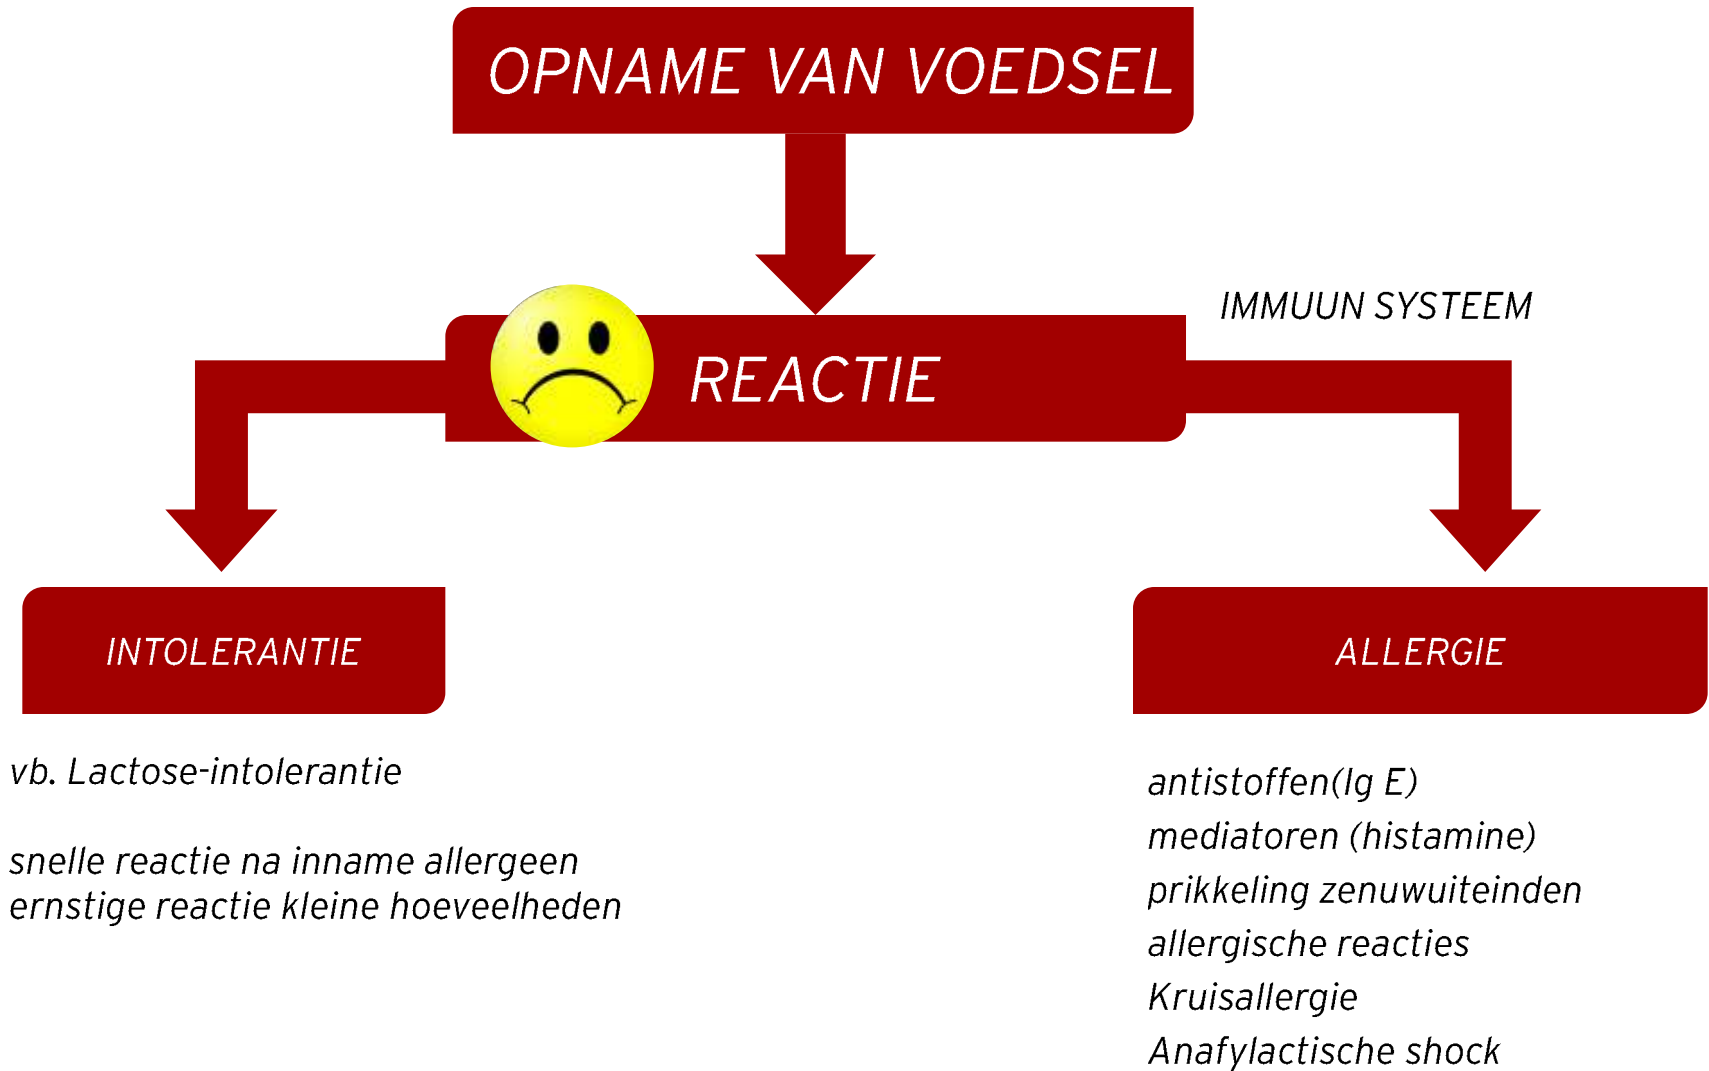 OPNAME VAN VOEDSEL
IMMUUN SYSTEEM
REACTIE
INTOLERANTIE
vb. Lactose-intolerantie
snelle reactie na inname allergeen
ernstige reactie kleine hoeveelheden
ALLERGIE
antistoffen(Ig E)
mediatoren (histamine)
prikkeling zenuwuiteinden
allergische reacties
Kruisallergie
Anafylactische shock